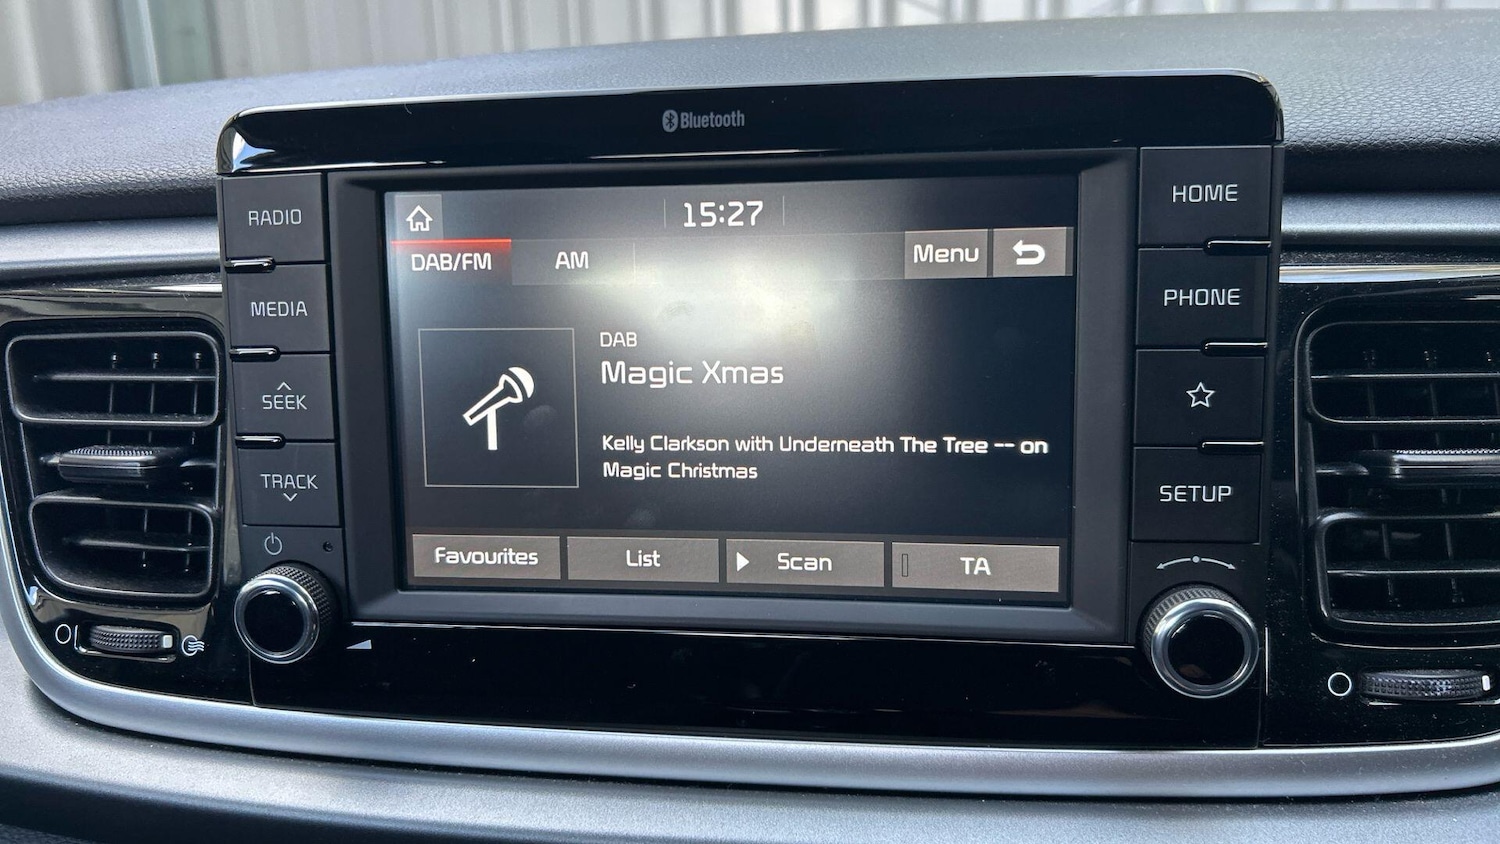 Bluetooth
RADIO
MEDIA
SEEK
TRACK
15:27
DAB/FM
AM
Menu
DAB
Magic Xmas
Kelly Clarkson with Underneath The Tree -- on
Magic Christmas
Favourites
List
Scan
TA
HOME
PHONE
SETUP